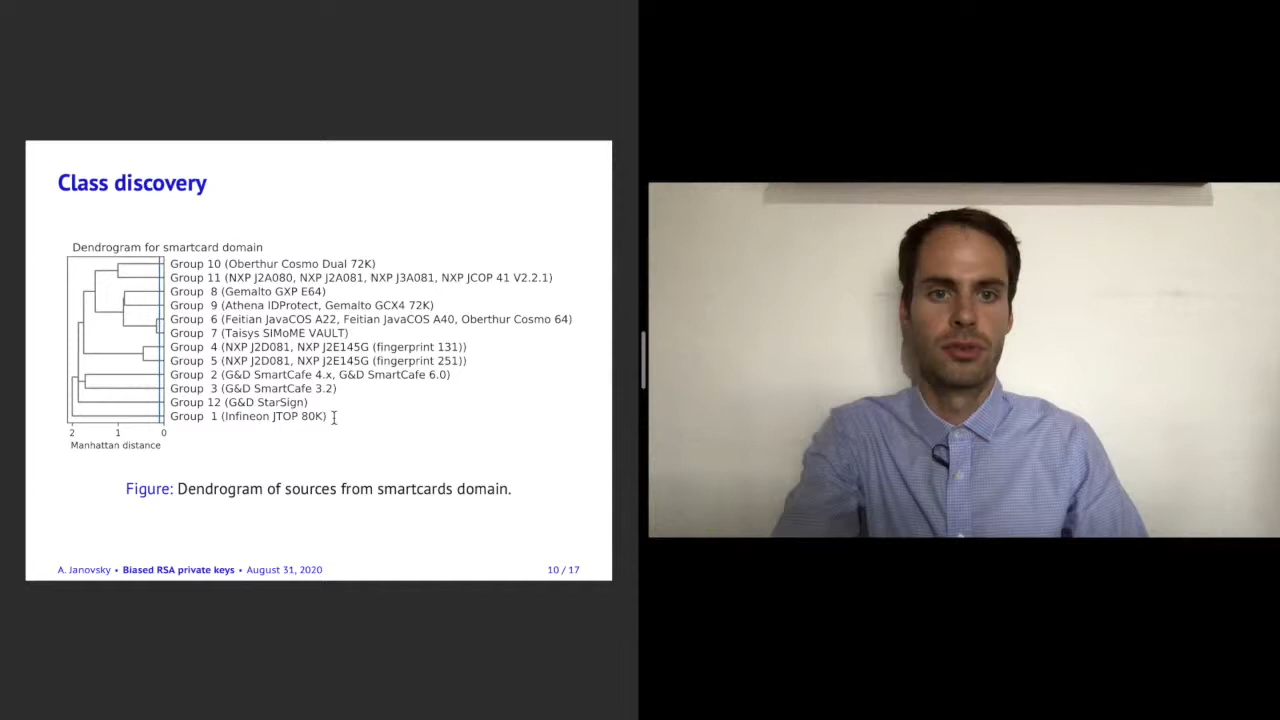 Class discovery
Dendrogram for smartcard domain
Group 10 (Oberthur Cosmo Dual 72K)
Group 11 (NXP J2A080, NXP J2A081, NXP J3A081, NXP JCOP 41 V2.2.1)
Group 8 (Gemalto GXP E64)
Group 9 (Athena IDProtect, Gemalto GCX4 72K)
Group 6 (Feitian JavaCOS A22, Feitian JavaCOS A40, Oberthur Cosmo 64)
Group 7 (Taisys SIMoME VAULT)
Group 4 (NXP J2D081, NXP J2E145G (fingerprint 131))
Group 5 (NXP J2D081, NXP J2E145G (fingerprint 251))
Group 2 (G&D SmartCafe 4.x, G&D SmartCafe 6.0)
Group 3 (G&D SmartCafe 3.2)
Group 12 (G&D StarSign)
Group 1 (Infineon JTOP 80K)
2 1 0
Manhattan distance
Figure: Dendrogram of sources from smartcards domain.
A. Janovsky • Biased RSA private keys • August 31, 2020 10 / 17